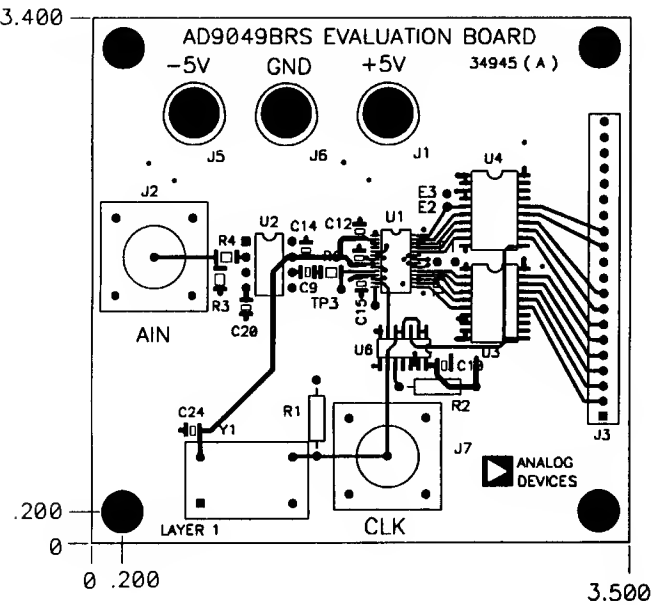 3.400
AD9049BRS EVALUATION BOARD
-5V GND +5V 34945 (A)
J5 J6 J1
U4
J2
E3
E2
U2 C14 C12 U1
R4
R3 C9
TP3 C15
C20
AIN
U6 U3
C19
R2
C24
Y1 R1
J7 J3
ANALOG
DEVICES
.200
LAYER 1 CLK
0
0 .200 3.500